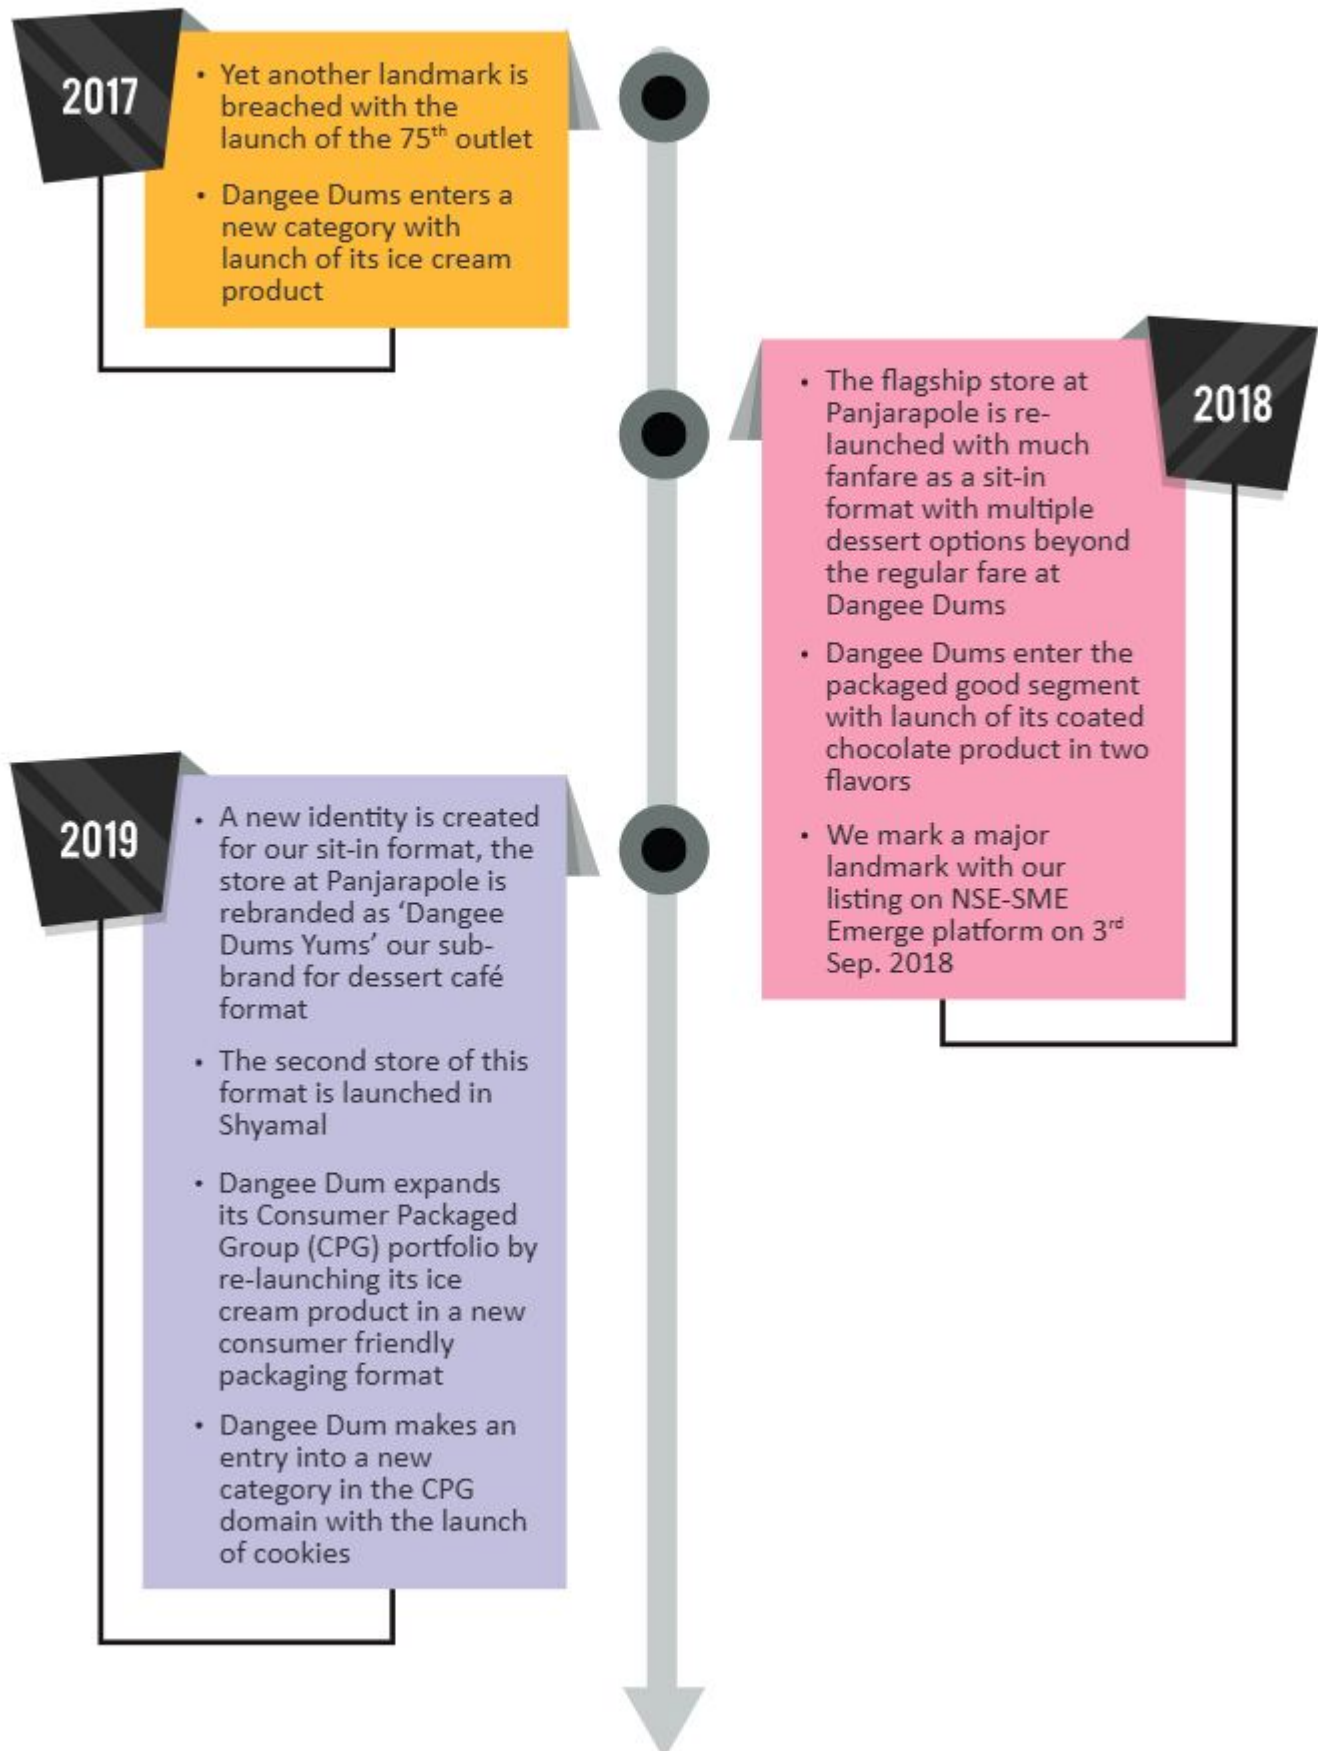 2017
• Yet another landmark is
breached with the
launch of the 75th outlet
• Dangee Dums enters a
new category with
launch of its ice cream
product
2018
• The flagship store at
Panjarapole is re-
launched with much
fanfare as a sit-in
format with multiple
dessert options beyond
the regular fare at
Dangee Dums
• Dangee Dums enter the
packaged good segment
with launch of its coated
chocolate product in two
flavors
• We mark a major
landmark with our
listing on NSE-SME
Emerge platform on 3rd
Sep. 2018
2019
• A new identity is created
for our sit-in format, the
store at Panjarapole is
rebranded as ‘Dangee
Dums Yums’ our sub-
brand for dessert café
format
• The second store of this
format is launched in
Shyamal
• Dangee Dum expands
its Consumer Packaged
Group (CPG) portfolio by
re-launching its ice
cream product in a new
consumer friendly
packaging format
• Dangee Dum makes an
entry into a new
category in the CPG
domain with the launch
of cookies